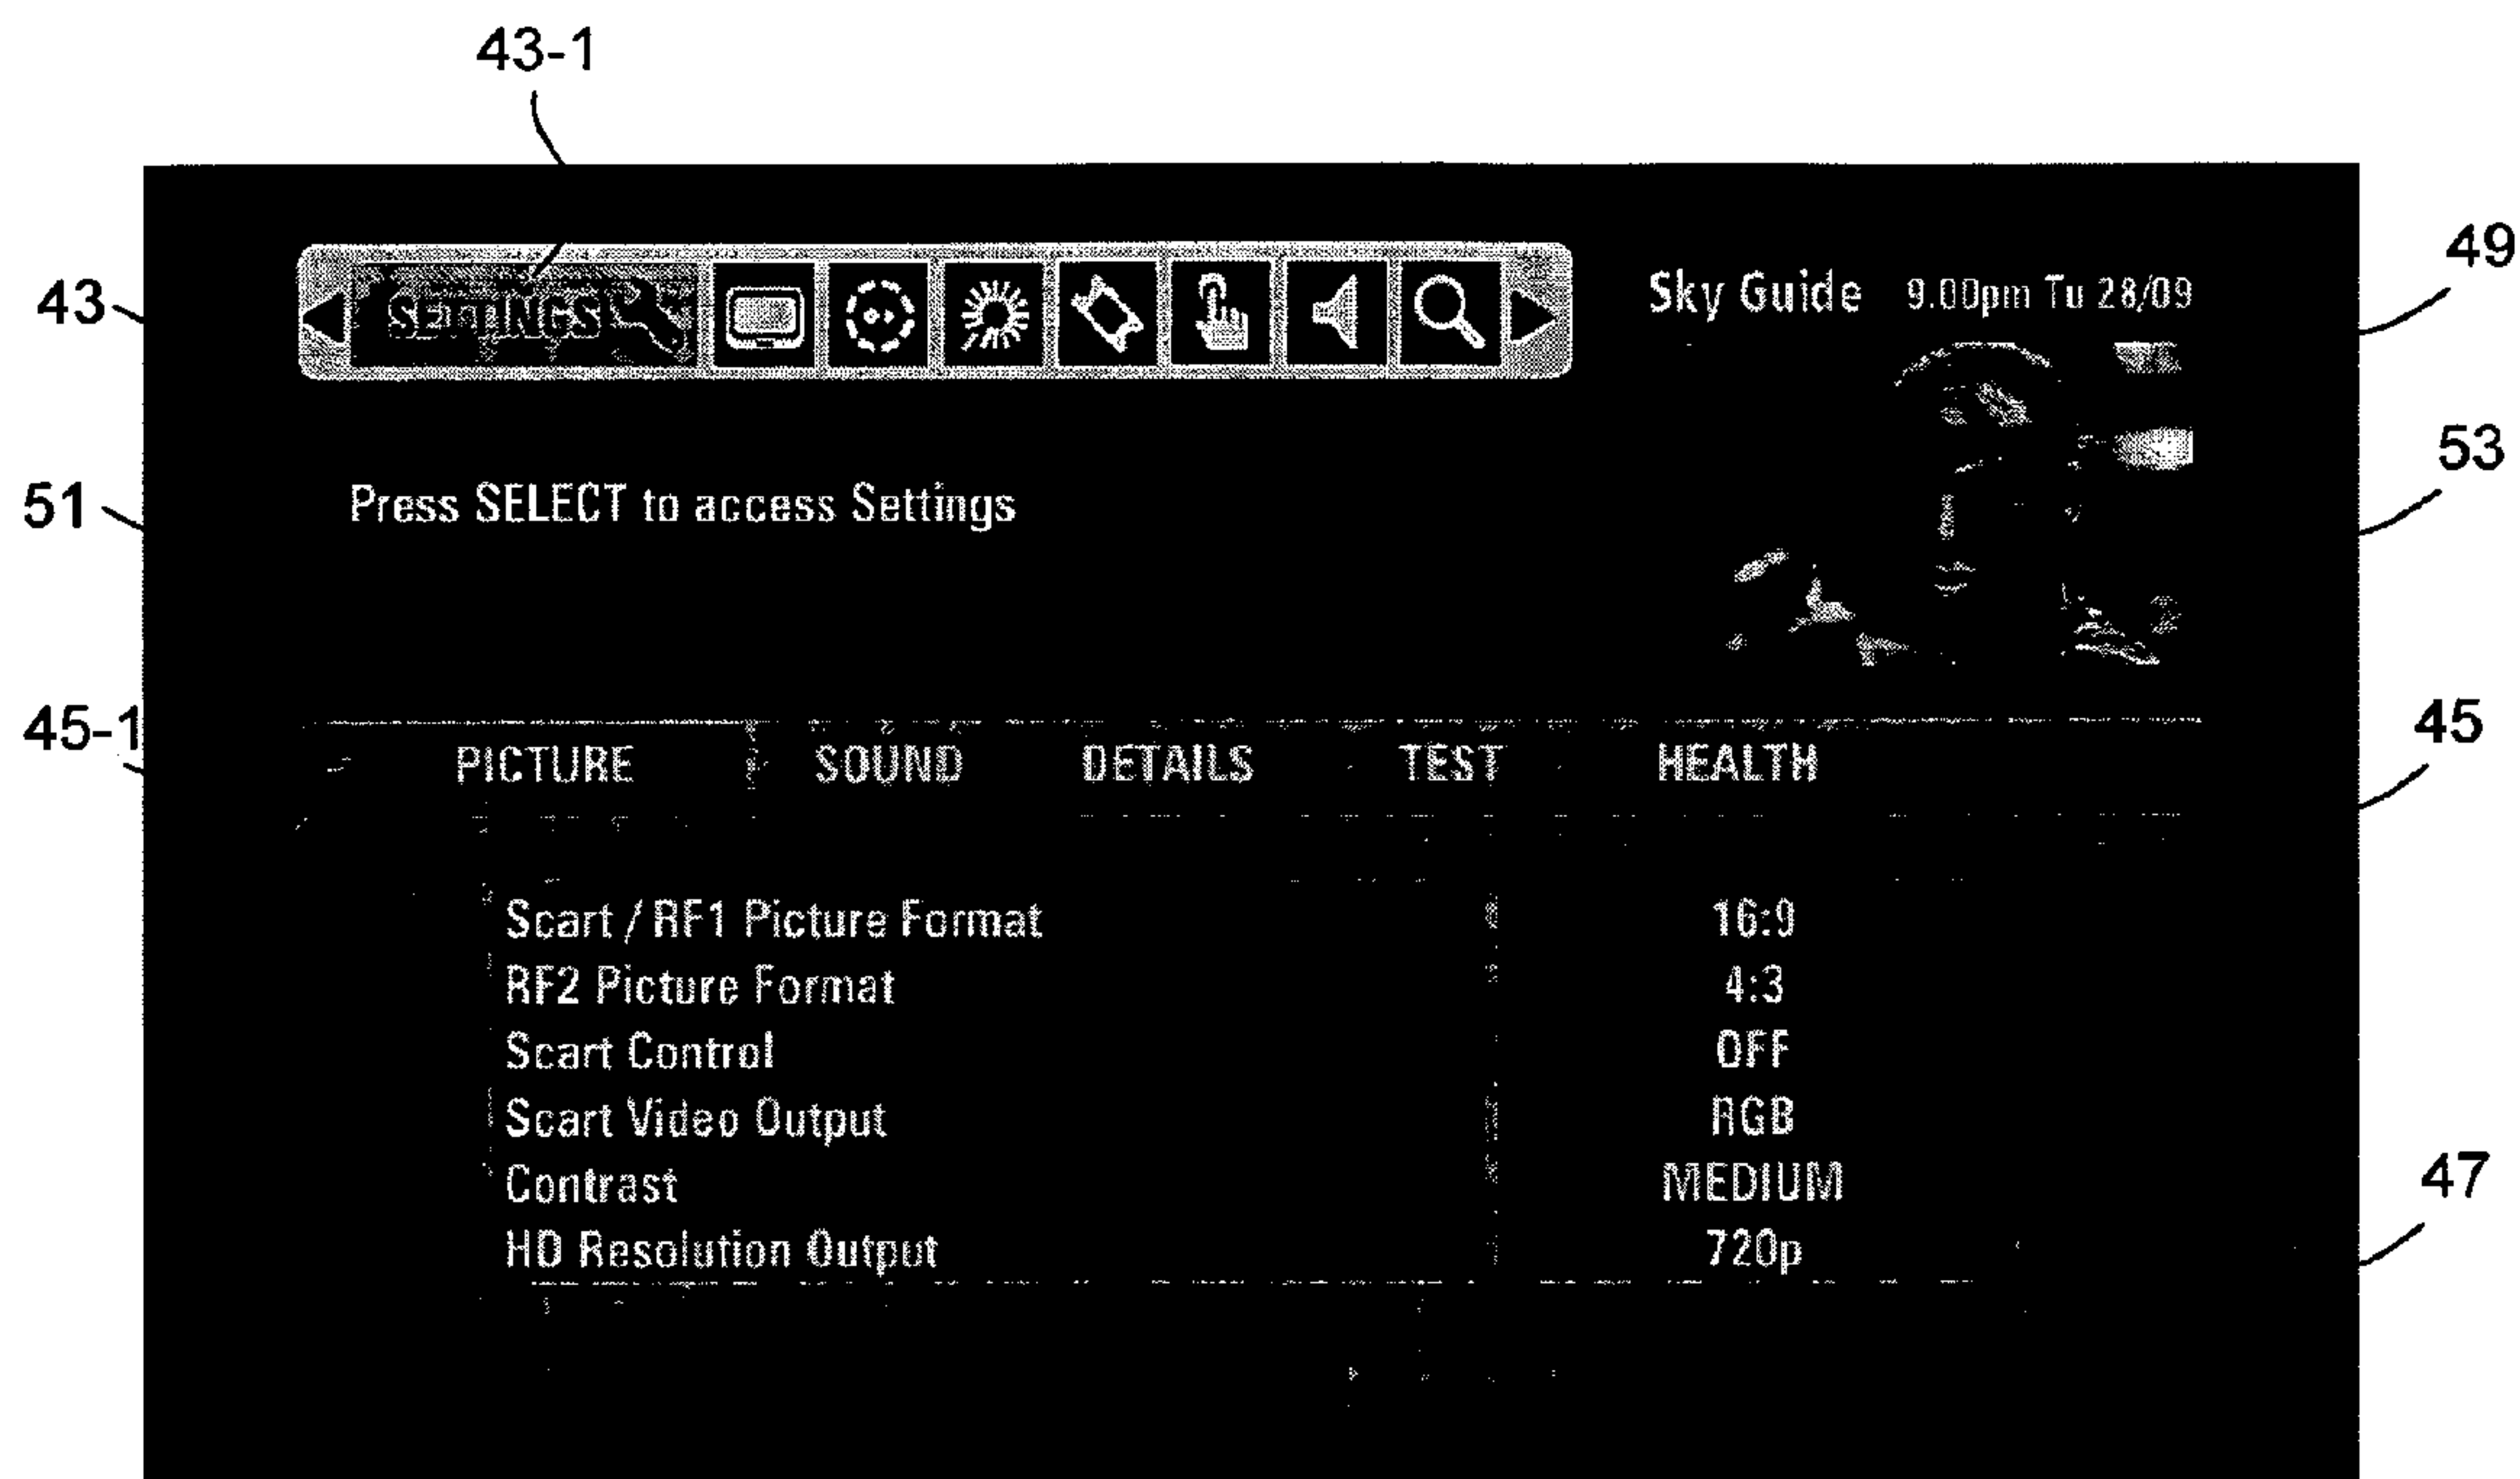 43-1
43
SETTINGS
Sky Guide 9.00pm Tu 28/09
49
51
Press SELECT to access Settings
53
45-1
PICTURE SOUND DETAILS TEST HEALTH
45
Scart / RF1 Picture Format 16:9
RF2 Picture Format 4:3
Scart Control OFF
Scart Video Output RGB
Contrast MEDIUM
47
HD Resolution Output 720p